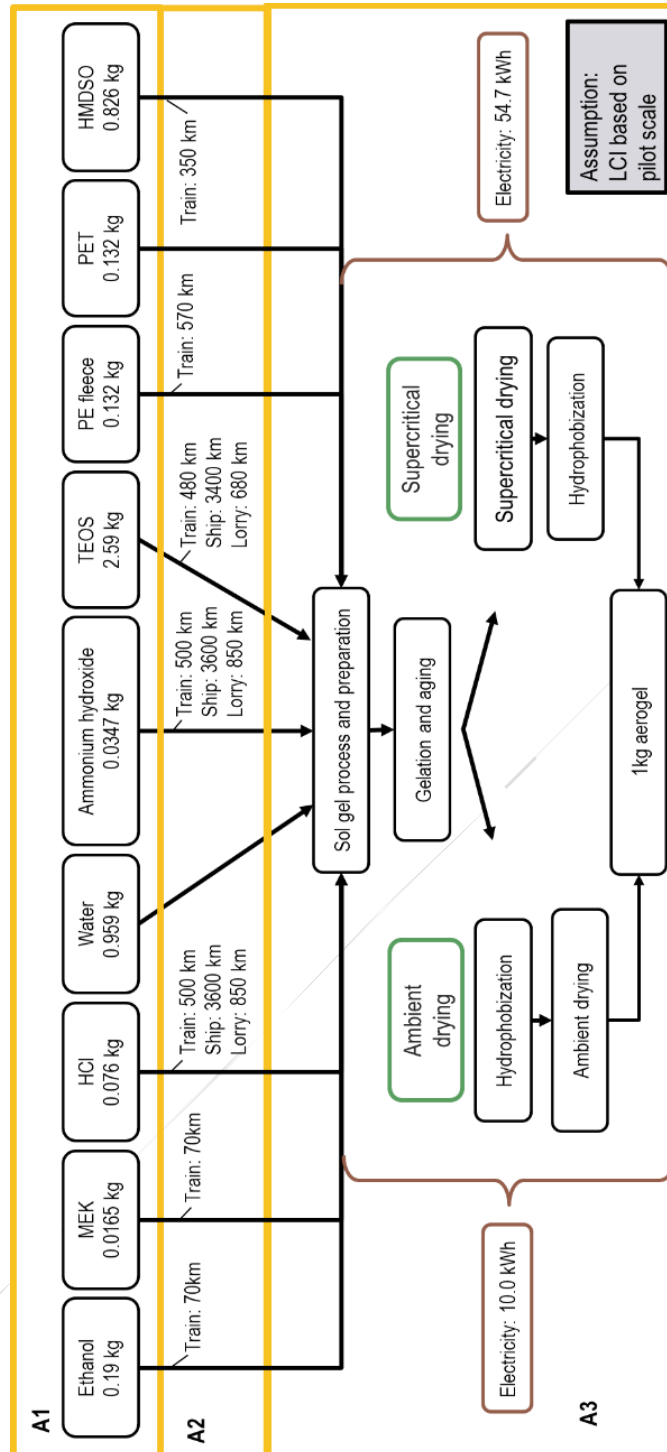 A1
Ethanol
0.19 kg
MEK
0.0165 kg
HCl
0.076 kg
Water
0.959 kg
Ammonium hydroxide
0.0347 kg
TEOS
2.59 kg
PE fleece
0.132 kg
PET
0.132 kg
HMDSO
0.826 kg
A2
Train: 70km
Train: 70km
Train: 500 km
Ship: 3600 km
Lorry: 850 km
Train: 500 km
Ship: 3600 km
Lorry: 850 km
Train: 480 km
Ship: 3400 km
Lorry: 680 km
Train: 570 km
Train: 350 km
Sol gel process and preparation
Gelation and aging
Electricity: 10.0 kWh
Ambient
drying
Hydrophobization
Ambient drying
Supercritical
drying
Supercritical drying
Hydrophobization
Electricity: 54.7 kWh
1kg aerogel
A3
Assumption:
LCI based on
pilot scale